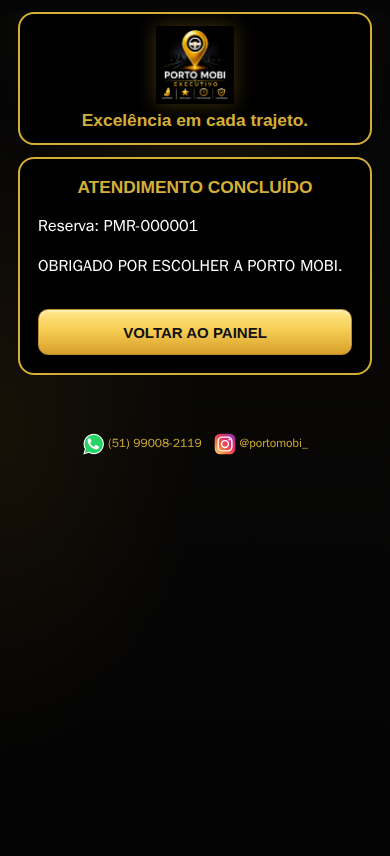 PORTO MOBI
EXECUTIVO
Excelência em cada trajeto.
ATENDIMENTO CONCLUÍDO
Reserva: PMR-000001
OBRIGADO POR ESCOLHER A PORTO MOBI.
VOLTAR AO PAINEL
(51) 99008-2119 @portomobi_